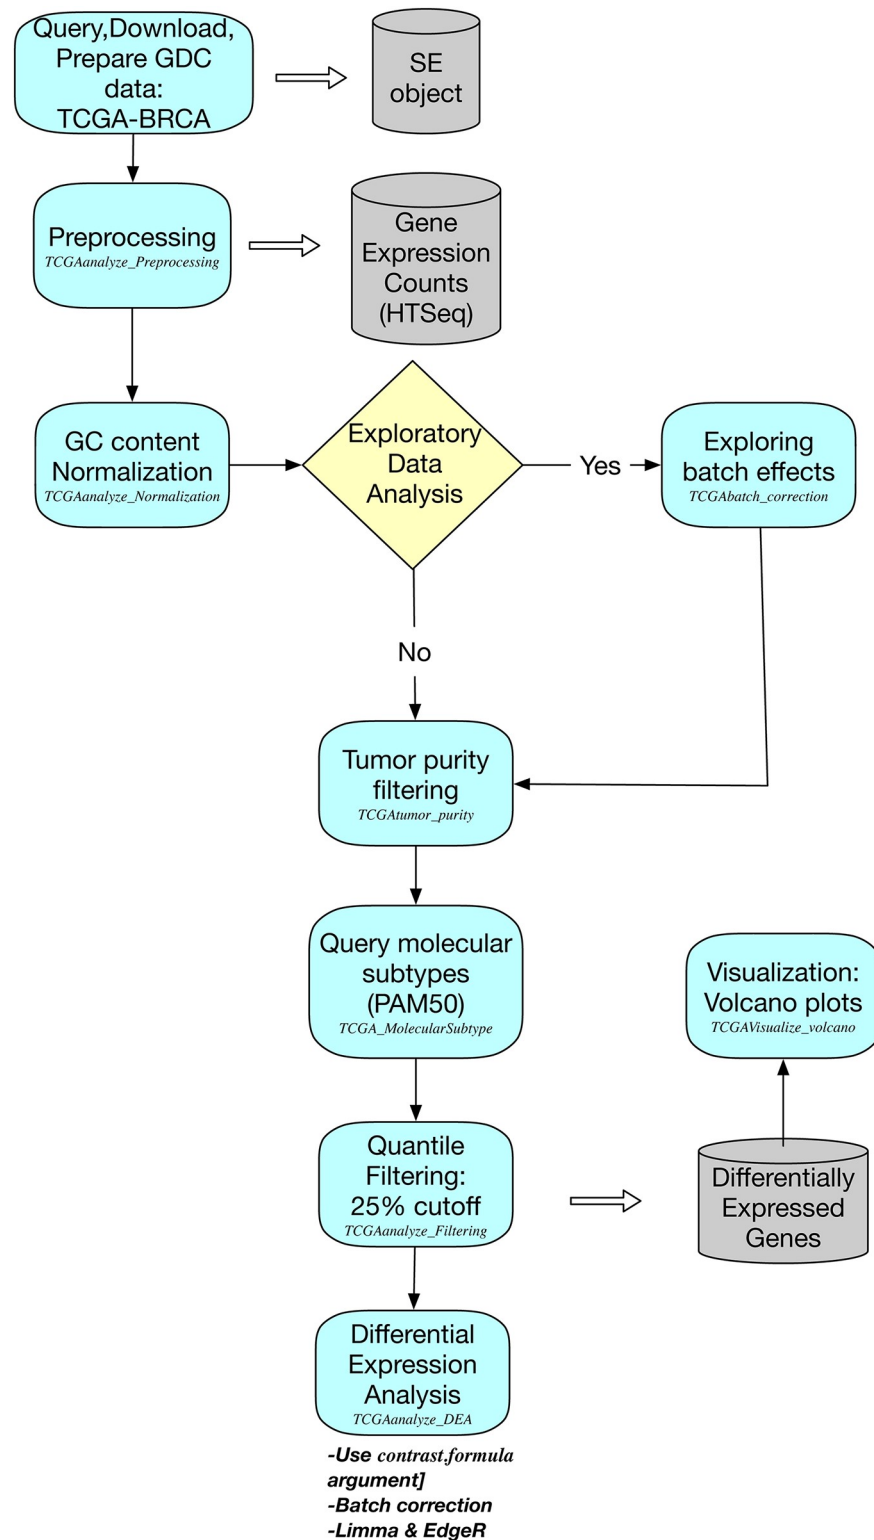 Query,Download,
Prepare GDC
data:
TCGA-BRCA
SE
object
Preprocessing
TCGAanalyze_Preprocessing
Gene
Expression
Counts
(HTSeq)
GC content
Normalization
TCGAanalyze_Normalization
Exploratory
Data
Analysis
Yes
Exploring
batch effects
TCGAbatch_correction
No
Tumor purity
filtering
TCGAtumor_purity
Query molecular
subtypes
(PAM50)
TCGA_MolecularSubtype
Visualization:
Volcano plots
TCGAVisualize_volcano
Quantile
Filtering:
25% cutoff
TCGAanalyze_Filtering
Differentially
Expressed
Genes
Differential
Expression
Analysis
TCGAanalyze_DEA
-Use contrast.formula
argument]
-Batch correction
-Limma & EdgeR